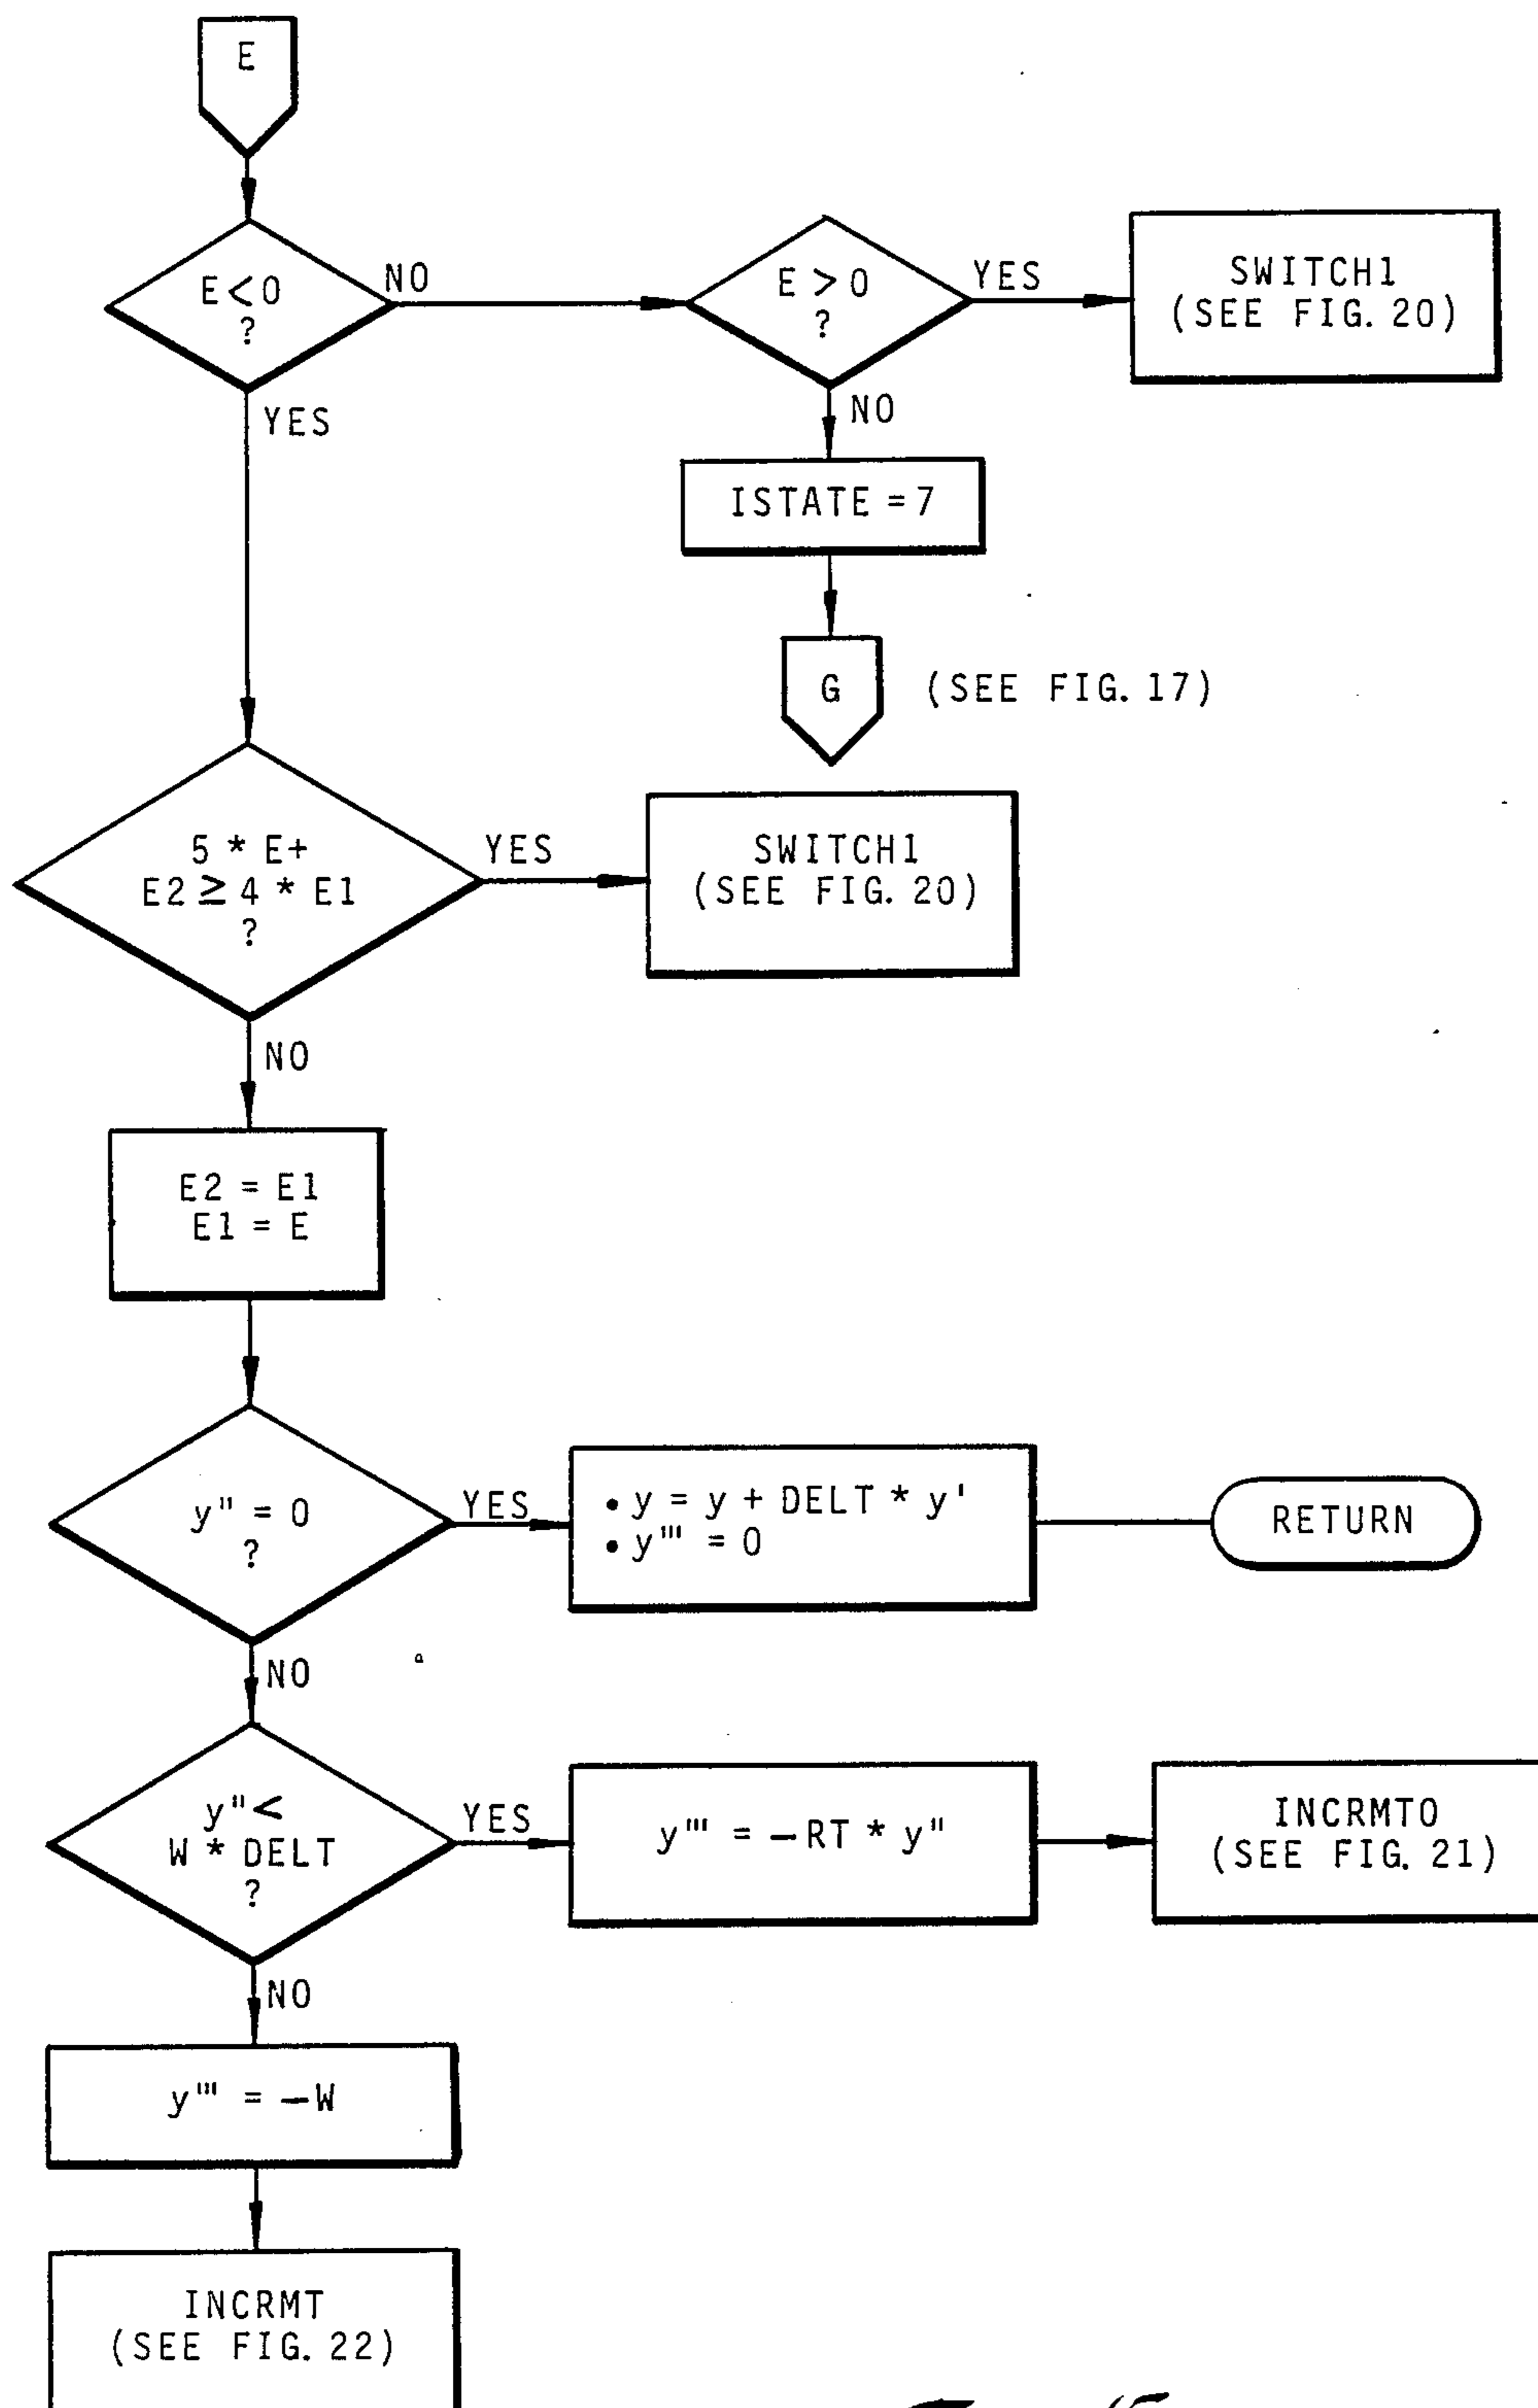 E
E<0
?
NO
E > 0
?
YES
SWITCH1
(SEE FIG. 20)
YES
NO
ISTATE = 7
G
(SEE FIG. 17)
5 * E+
E2 ≥ 4 * E1
?
YES
SWITCH1
(SEE FIG. 20)
NO
E2 = E1
E1 = E
y" = 0
?
YES
• y = y + DELT * y'
• y''' = 0
RETURN
NO
y"<
W * DELT
?
YES
y''' = –RT * y"
INCRMTO
(SEE FIG. 21)
NO
y''' = –W
INCRMT
(SEE FIG. 22)